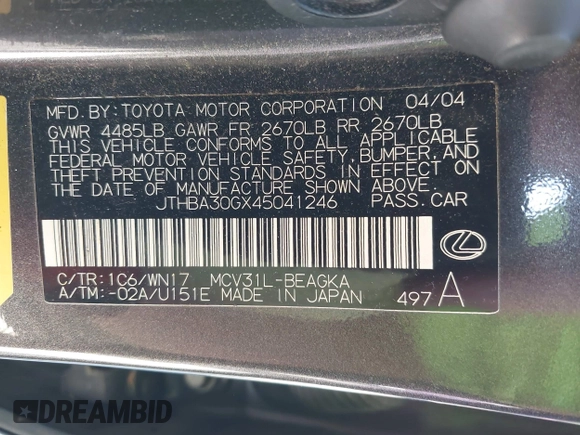 MFD. BY: TOYOTA MOTOR CORPORATION 04/04
GVWR 4485LB GAWR FR 2670LB RR 2670LB
THIS VEHICLE CONFORMS TO ALL APPLICABLE
FEDERAL MOTOR VEHICLE SAFETY, BUMPER, AND
THEFT PREVENTION STANDARDS IN EFFECT ON
THE DATE OF MANUFACTURE SHOWN ABOVE.
JTHBA30GX45041246 PASS. CAR
C/TR: 1C6/WN17 MCV31L-BEAGKA
A/TM: -02A/U151E MADE IN JAPAN
497 A
DREAMBID